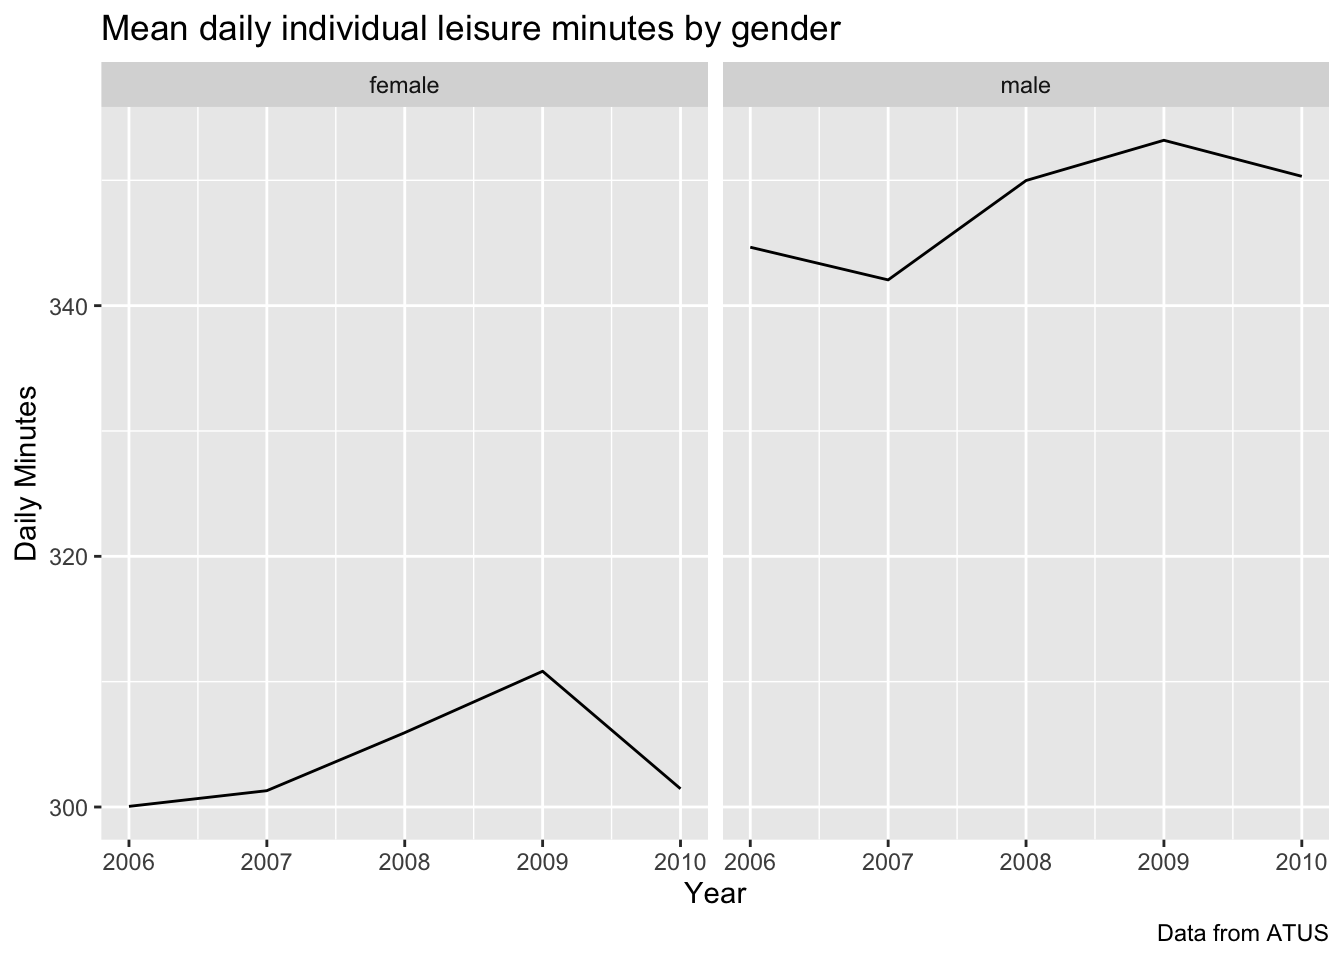 Mean daily individual leisure minutes by gender
female male
Daily Minutes
340
320
300
2006 2007 2008 2009 2010 2006 2007 2008 2009 2010
Year
Data from ATUS